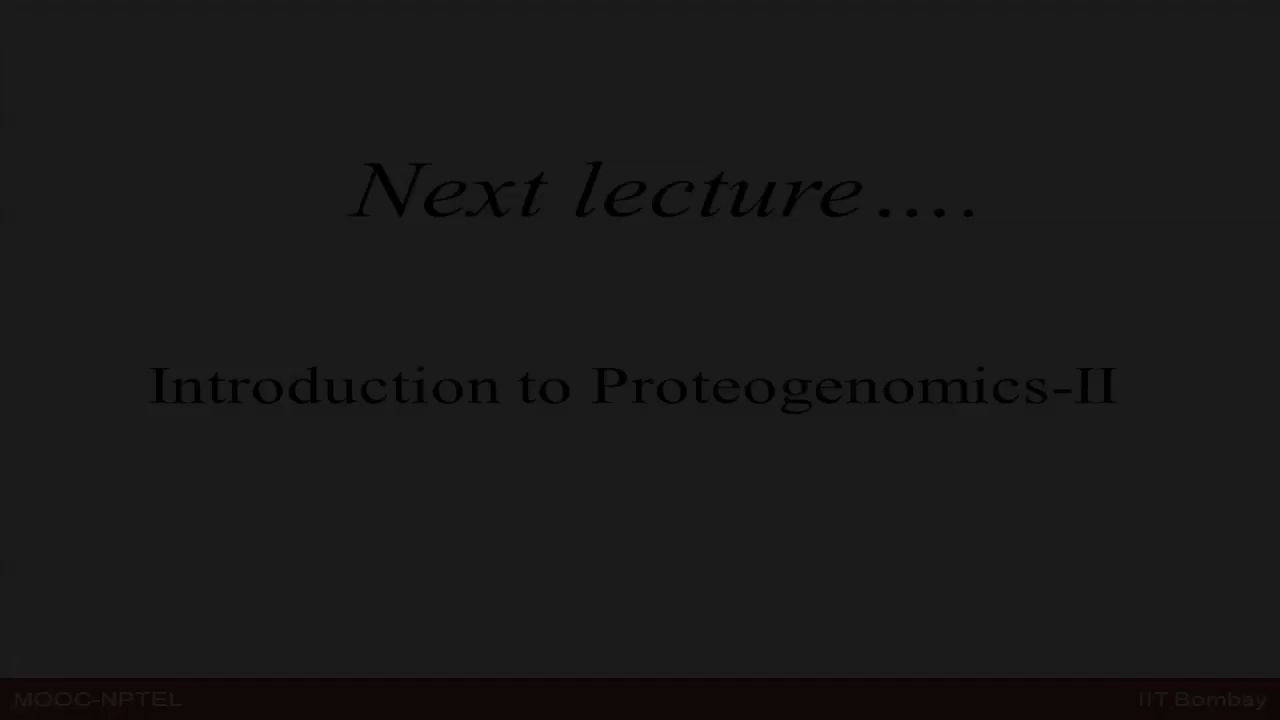 Next lecture....
Introduction to Proteogenomics-II
MOOC-NPTEL
IIT Bombay